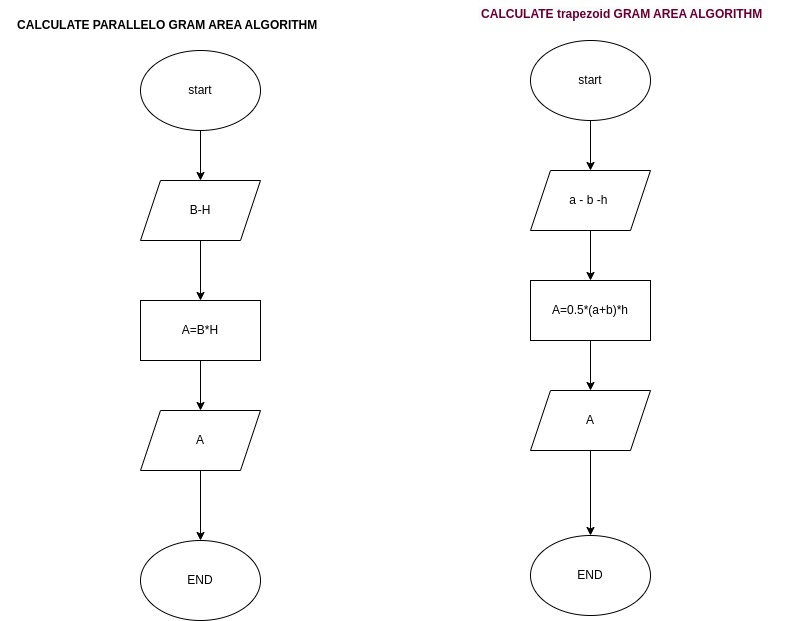 CALCULATE PARALLELO GRAM AREA ALGORITHM
start
B-H
A=B*H
A
END
CALCULATE trapezoid GRAM AREA ALGORITHM
start
a - b -h
A=0.5*(a+b)*h
A
END